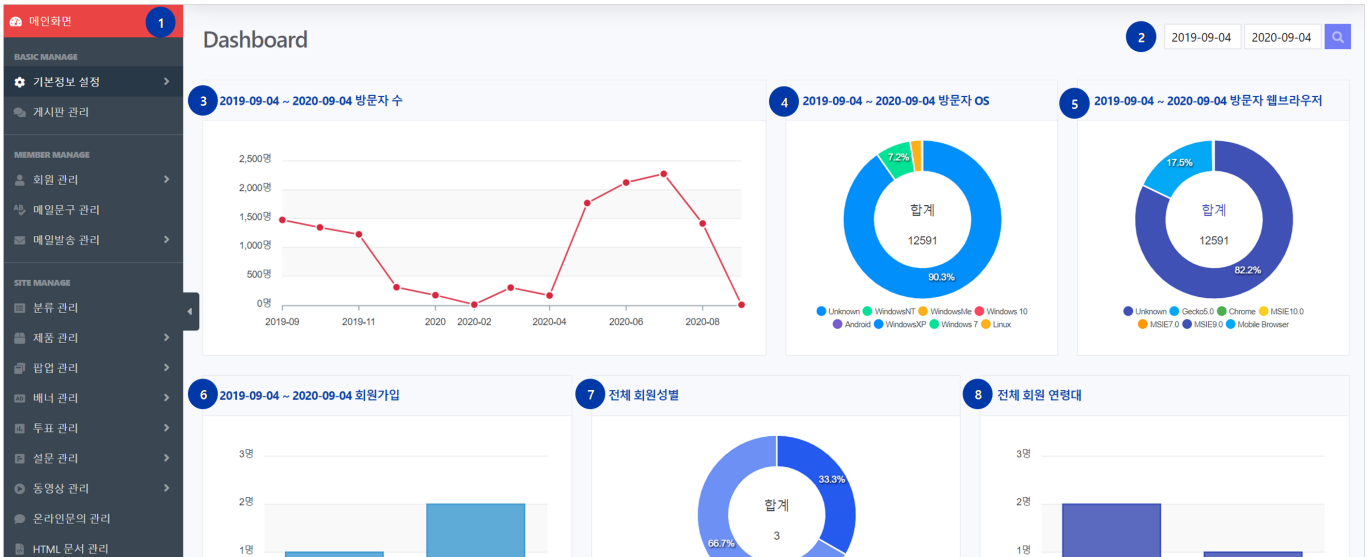 메인화면
1
BASIC MANAGE
기본정보 설정
게시판 관리
MEMBER MANAGE
회원 관리
메일문구 관리
메일발송 관리
SITE MANAGE
분류 관리
제품 관리
팝업 관리
배너 관리
투표 관리
설문 관리
동영상 관리
온라인문의 관리
HTML 문서 관리
Dashboard
2
2019-09-04
2020-09-04
3
2019-09-04 ~ 2020-09-04 방문자 수
2,500명
2,000명
1,500명
1,000명
500명
0명
2019-09
2019-11
2020
2020-02
2020-04
2020-06
2020-08
4
2019-09-04 ~ 2020-09-04 방문자 OS
7.2%
합계
12591
90.3%
Unknown WindowsNT WindowsMe Windows 10
Android WindowsXP Windows 7 Linux
5
2019-09-04 ~ 2020-09-04 방문자 웹브라우저
17.5%
합계
12591
82.2%
Unknown Gecko5.0 Chrome MSIE10.0
MSIE7.0 MSIE9.0 Mobile Browser
6
2019-09-04 ~ 2020-09-04 회원가입
3명
2명
1명
7
전체 회원성별
33.3%
합계
3
66.7%
8
전체 회원 연령대
3명
2명
1명